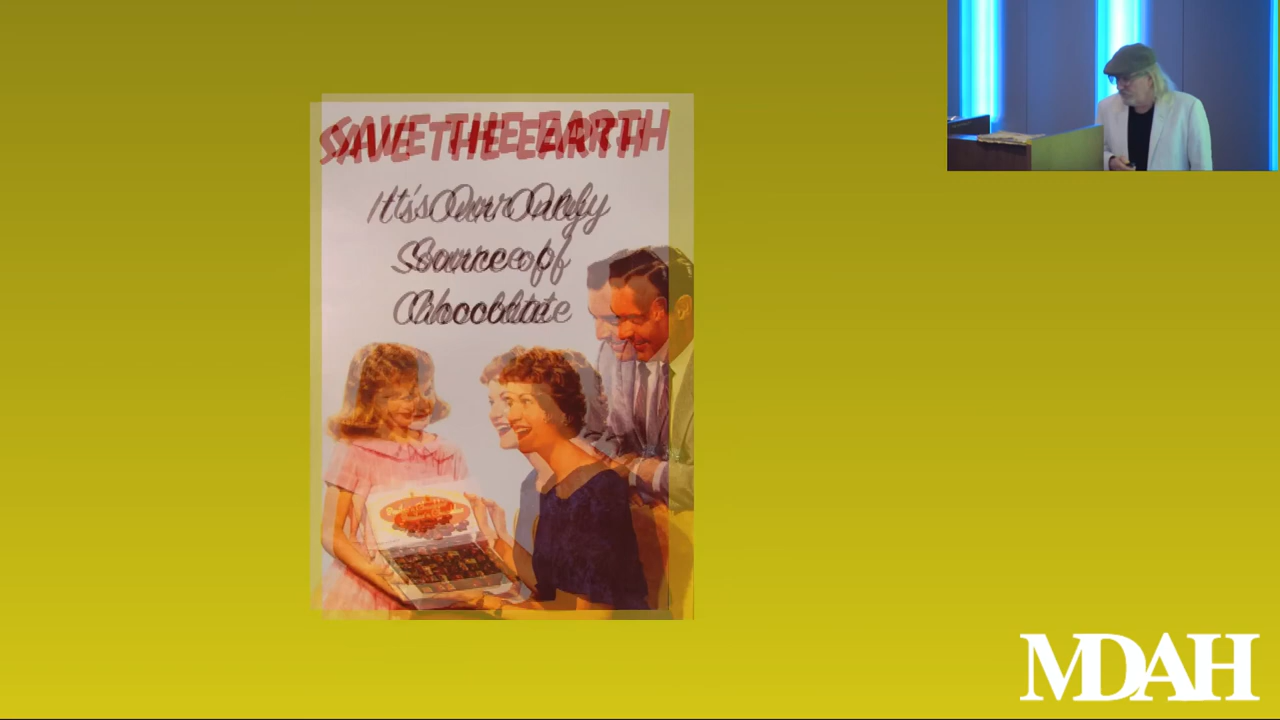 SAVE THE EARTH
It's Our Only
Source of
Chocolate
MDAH